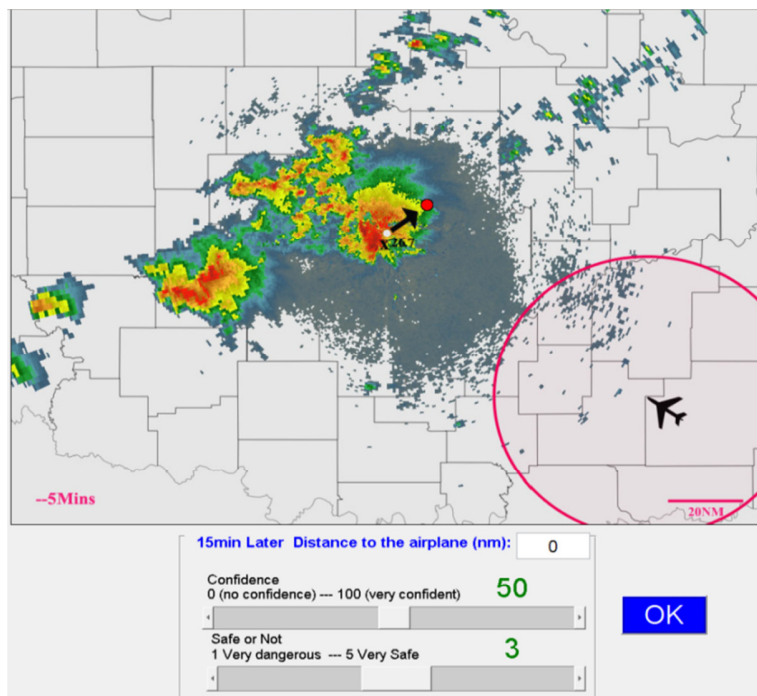 X267
--5Mins
20NM
15min Later Distance to the airplane (nm): 0
Confidence
0 (no confidence) --- 100 (very confident) 50
OK
Safe or Not
1 Very dangerous --- 5 Very Safe 3